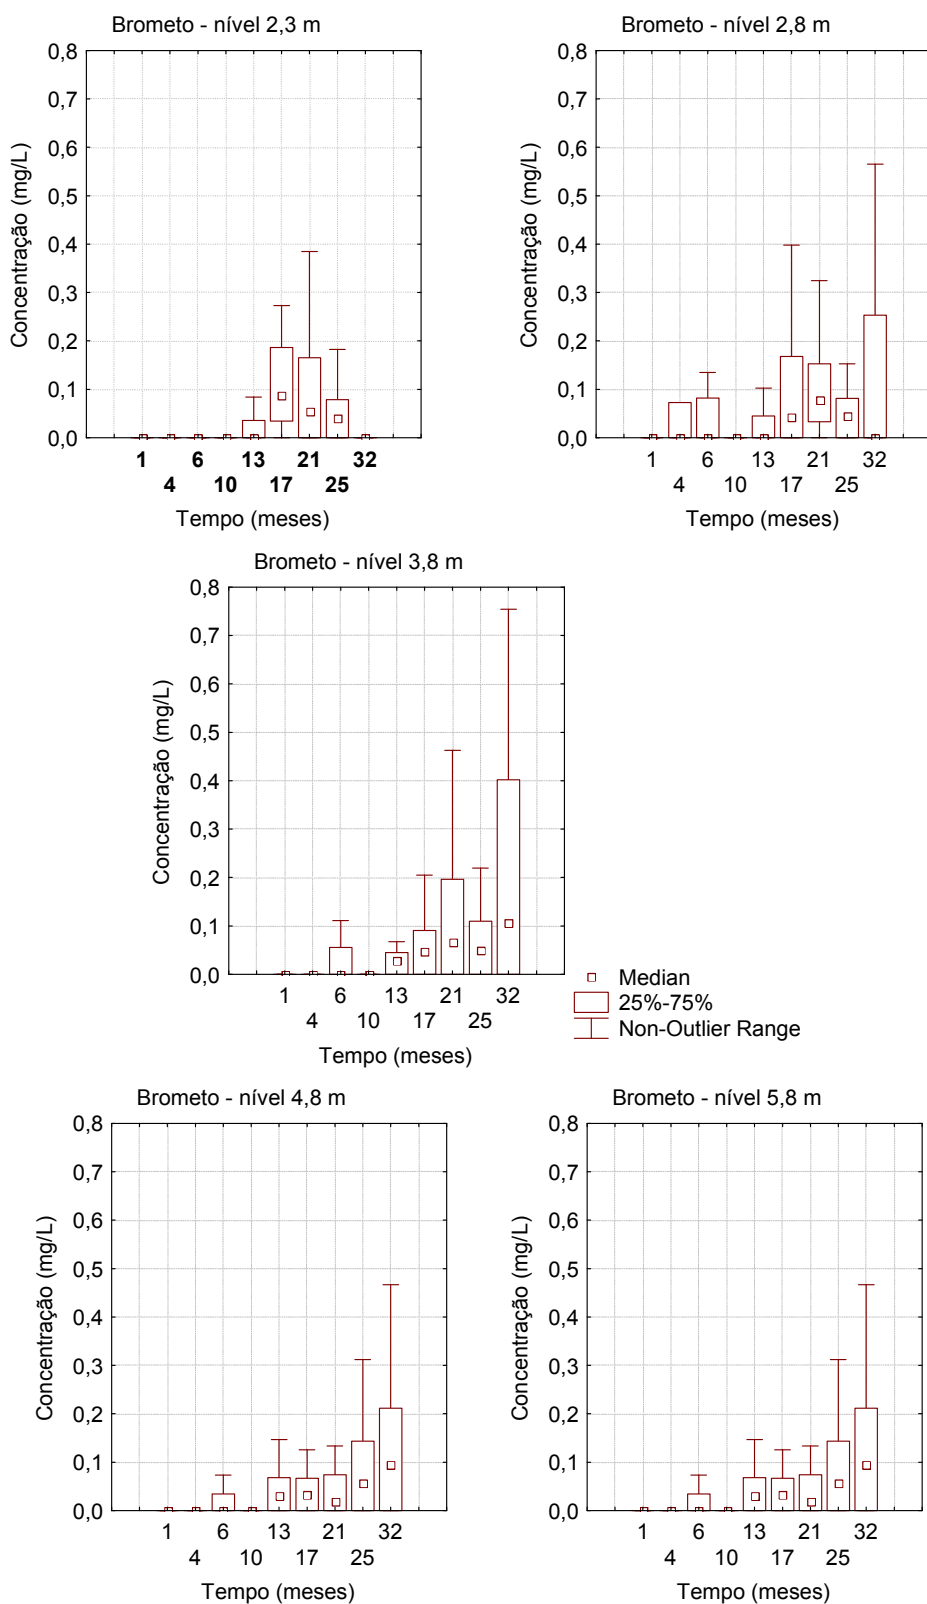 Brometo - nível 2,3 m
0,8
0,7
0,6
0,5
0,4
0,3
0,2
0,1
0,0
Concentração (mg/L)
1 6 13 21 32
4 10 17 25
Tempo (meses)
Brometo - nível 2,8 m
0,8
0,7
0,6
0,5
0,4
0,3
0,2
0,1
0,0
Concentração (mg/L)
1 6 13 21 32
4 10 17 25
Tempo (meses)
Brometo - nível 3,8 m
0,8
0,7
0,6
0,5
0,4
0,3
0,2
0,1
0,0
Concentração (mg/L)
1 6 13 21 32
4 10 17 25
Tempo (meses)
Median
25%-75%
Non-Outlier Range
Brometo - nível 4,8 m
0,8
0,7
0,6
0,5
0,4
0,3
0,2
0,1
0,0
Concentração (mg/L)
1 6 13 21 32
4 10 17 25
Tempo (meses)
Brometo - nível 5,8 m
0,8
0,7
0,6
0,5
0,4
0,3
0,2
0,1
0,0
Concentração (mg/L)
1 6 13 21 32
4 10 17 25
Tempo (meses)